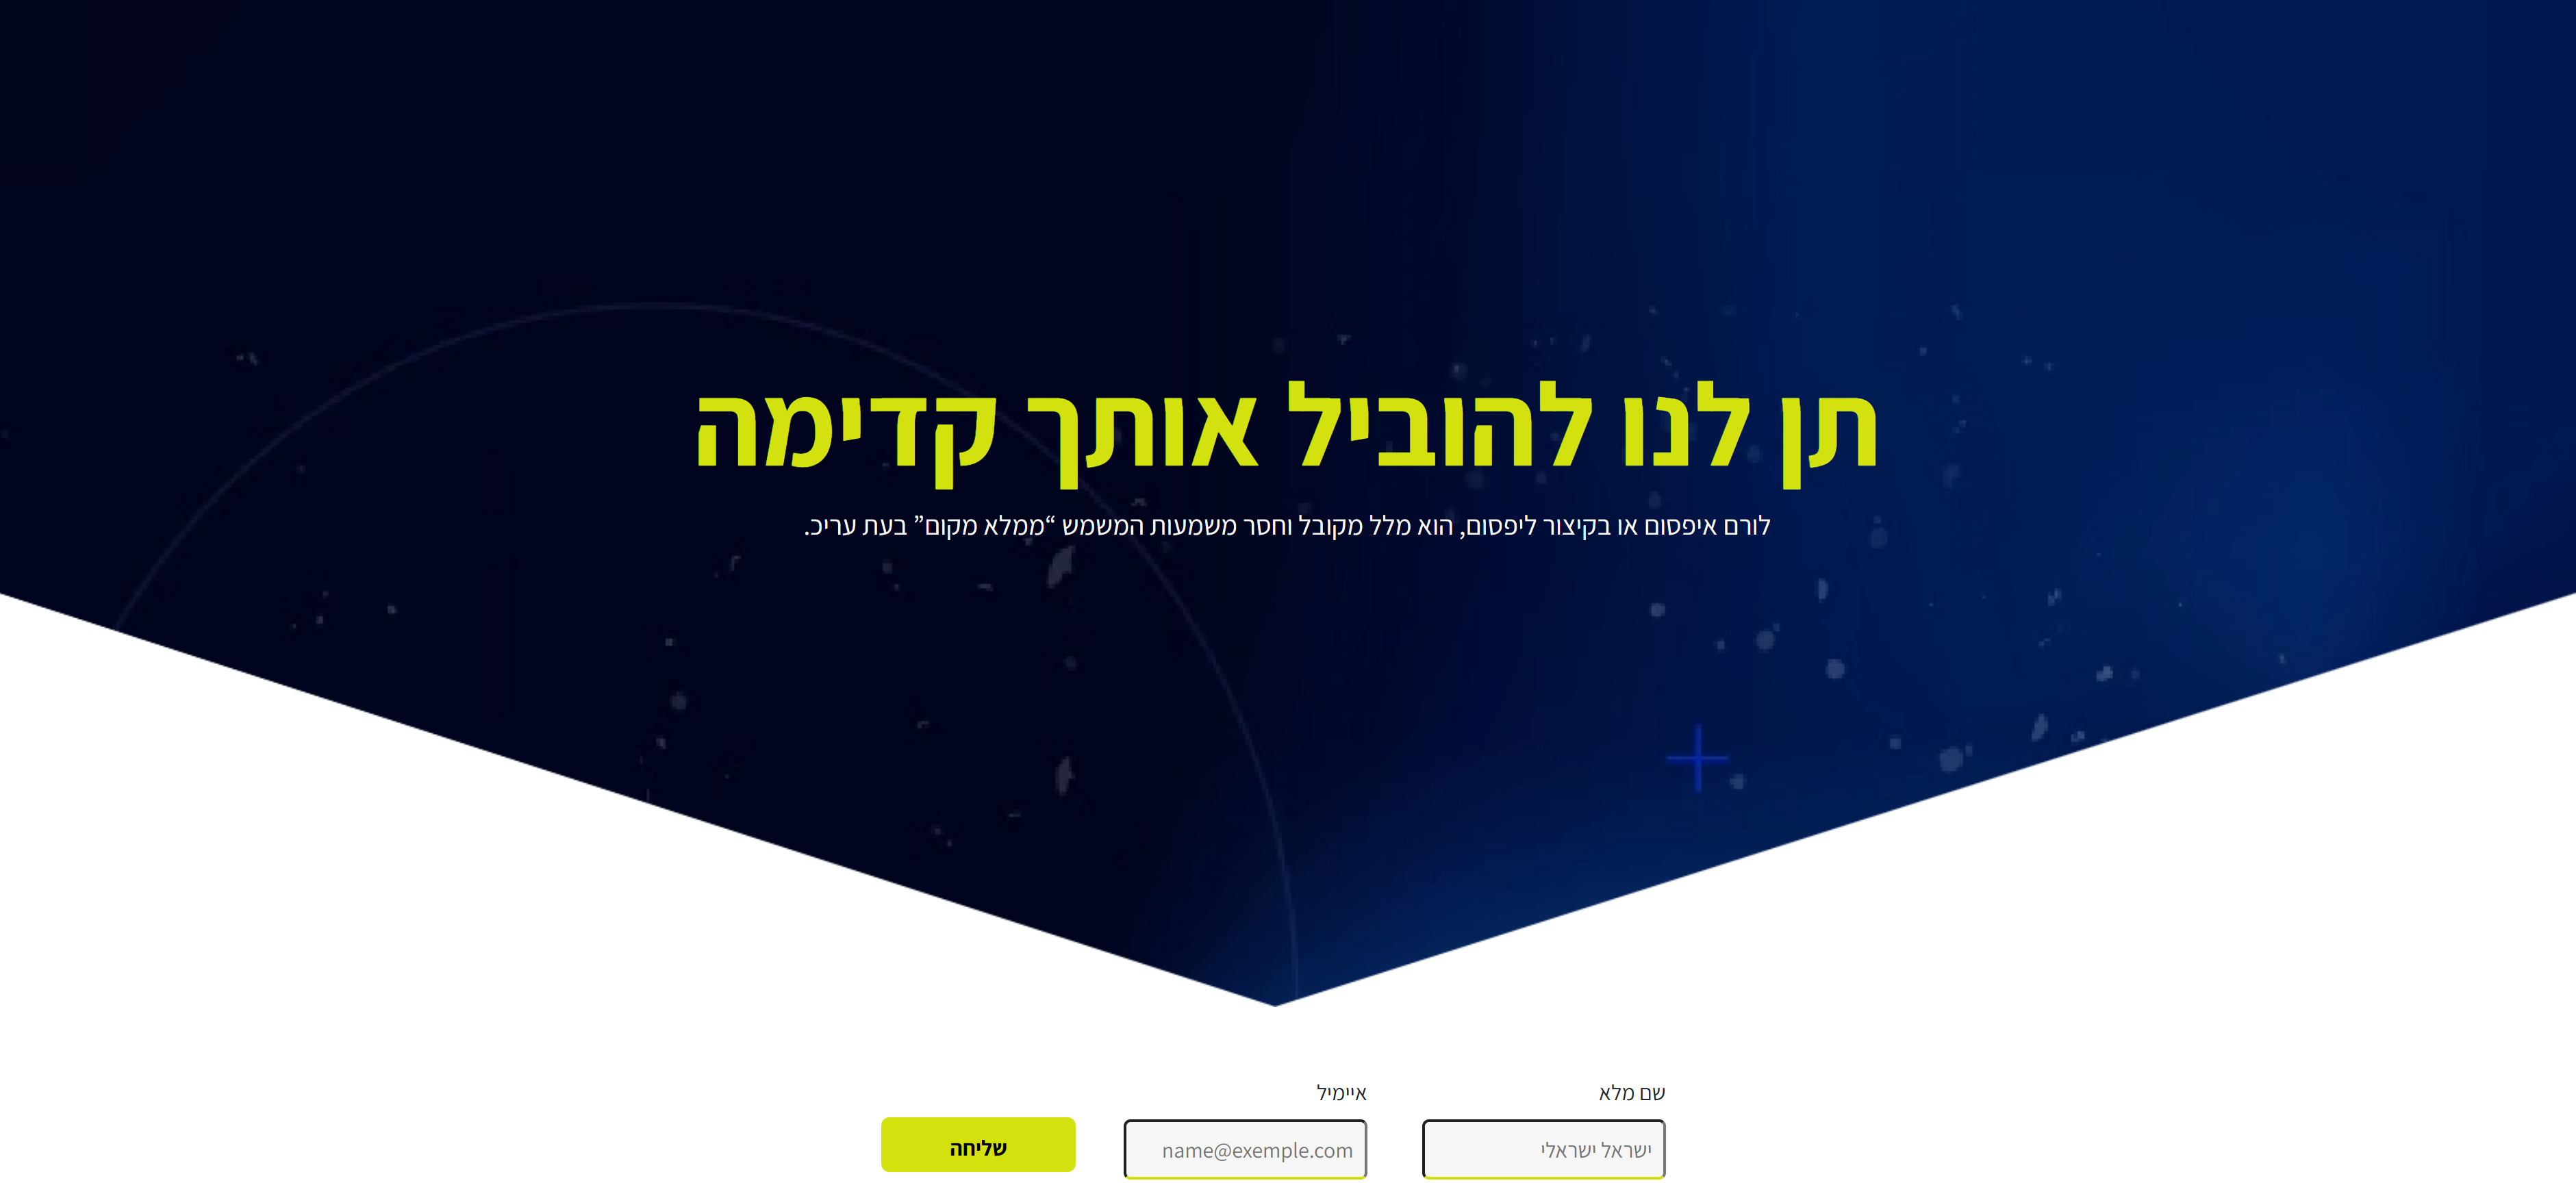 תן לנו להוביל אותך קדימה
לורם איפסום או בקיצור ליפסום, הוא מלל מקובל וחסר משמעות המשמש “ממלא מקום” בעת עריכ.
שם מלא
איימיל
ישראל ישראלי
name@exemple.com
שליחה